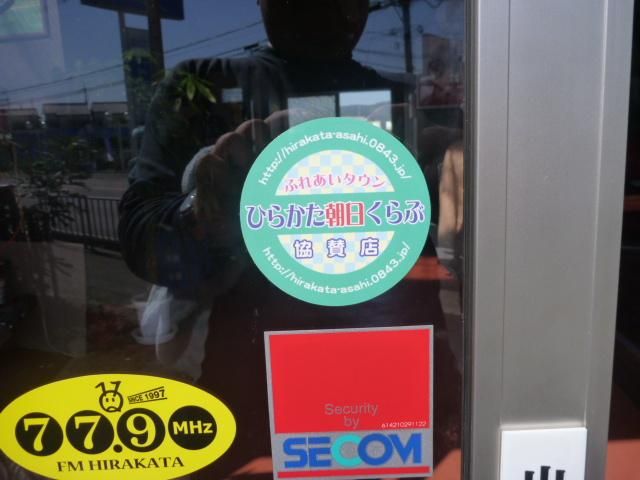 http://hirakata-asahi.0843.jp/
ふれあいタウン
ひらかた朝日くらぶ
協賛店
http://hirakata-asahi.0843.jp/
SINCE 1997
77.9 MHz
FM HIRAKATA
Security
by
614210291122
SECOM